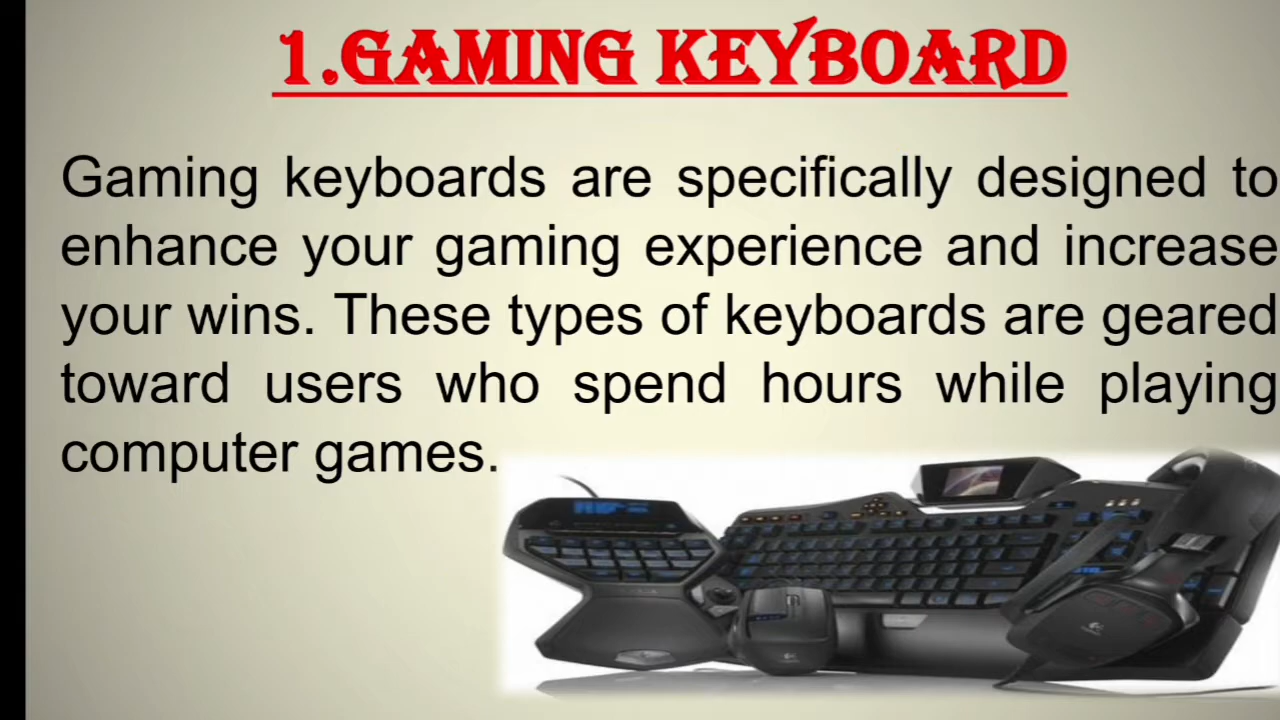 1.GAMING KEYBOARD
Gaming keyboards are specifically designed to
enhance your gaming experience and increase
your wins. These types of keyboards are geared
toward users who spend hours while playing
computer games.